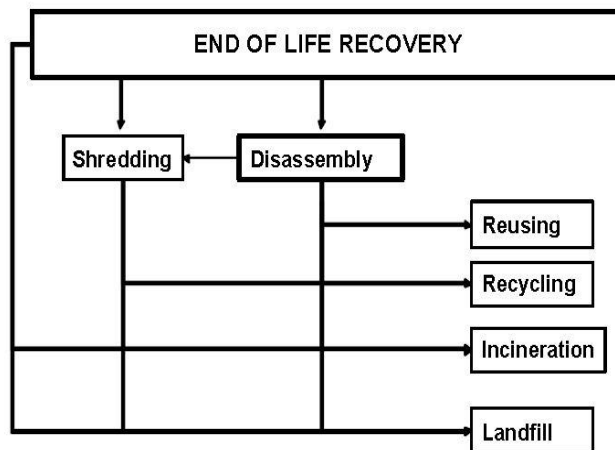 END OF LIFE RECOVERY
Shredding
Disassembly
Reusing
Recycling
Incineration
Landfill